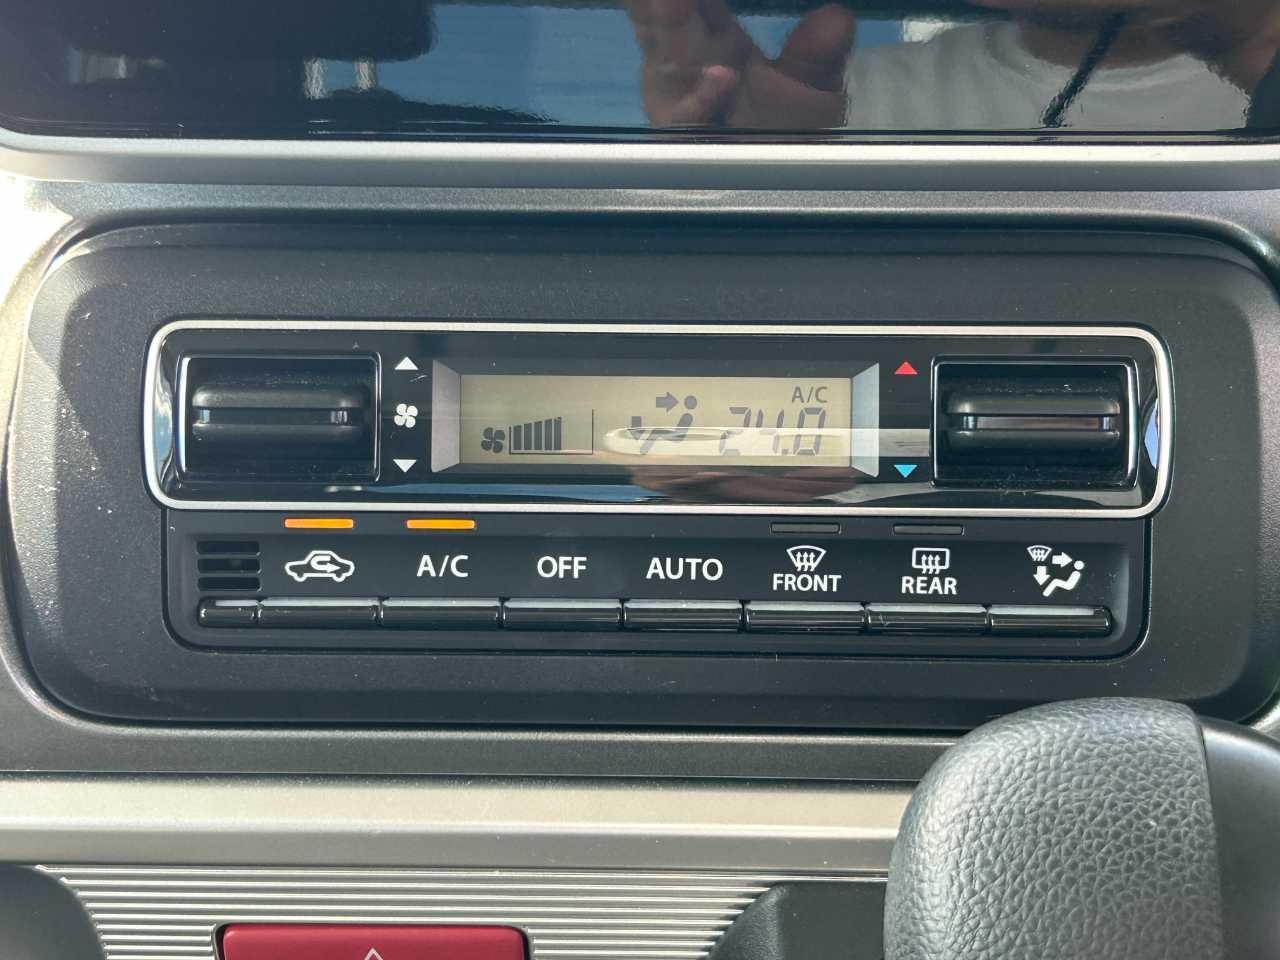 A/C
24.0
A/C
OFF
AUTO
FRONT
REAR